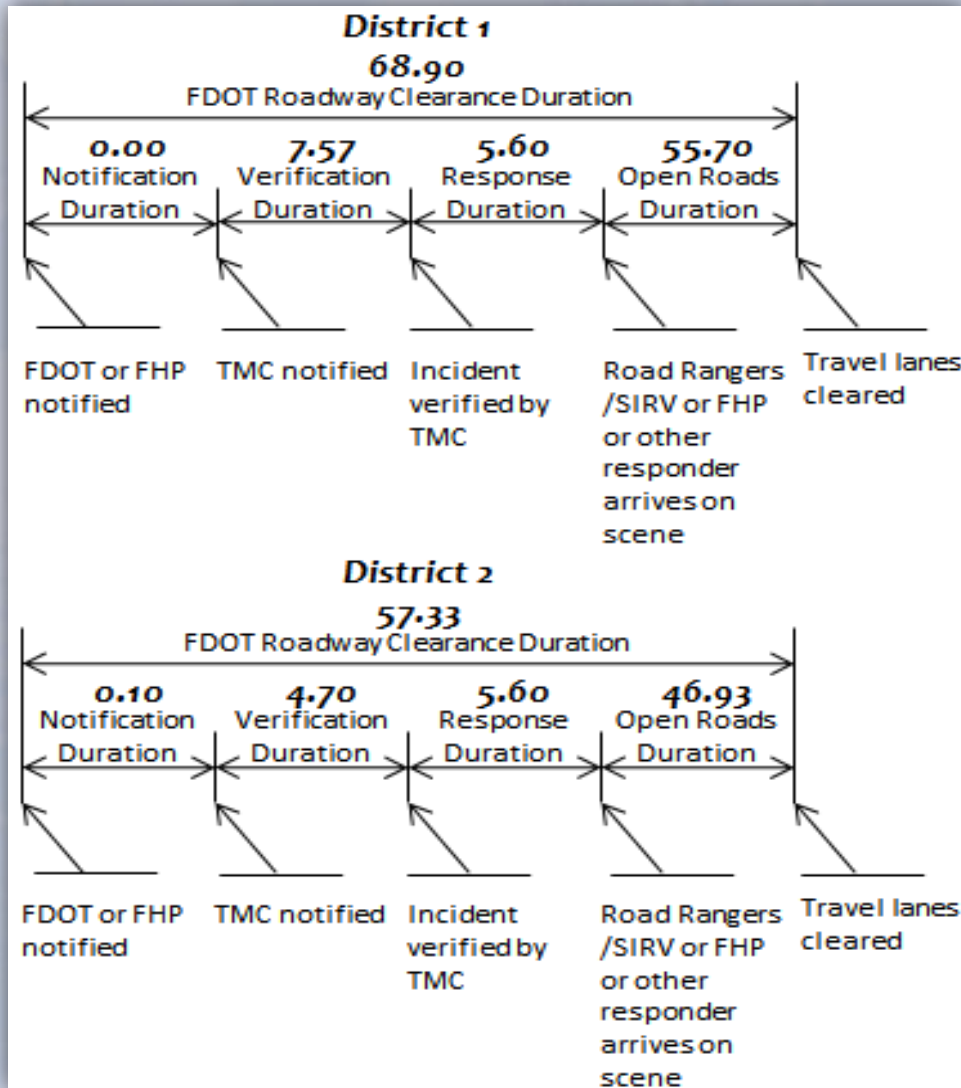 District 1
68.90
FDOT Roadway Clearance Duration
0.00 7.57 5.60 55.70
Notification Verification Response Open Roads
Duration Duration Duration Duration
FDOT or FHP
notified
TMC notified
Incident
verified by
TMC
Road Rangers
/SIRV or FHP
or other
responder
arrives on
scene
Travel lanes
cleared
District 2
57.33
FDOT Roadway Clearance Duration
0.10 4.70 5.60 46.93
Notification Verification Response Open Roads
Duration Duration Duration Duration
FDOT or FHP
notified
TMC notified
Incident
verified by
TMC
Road Rangers
/SIRV or FHP
or other
responder
arrives on
scene
Travel lanes
cleared